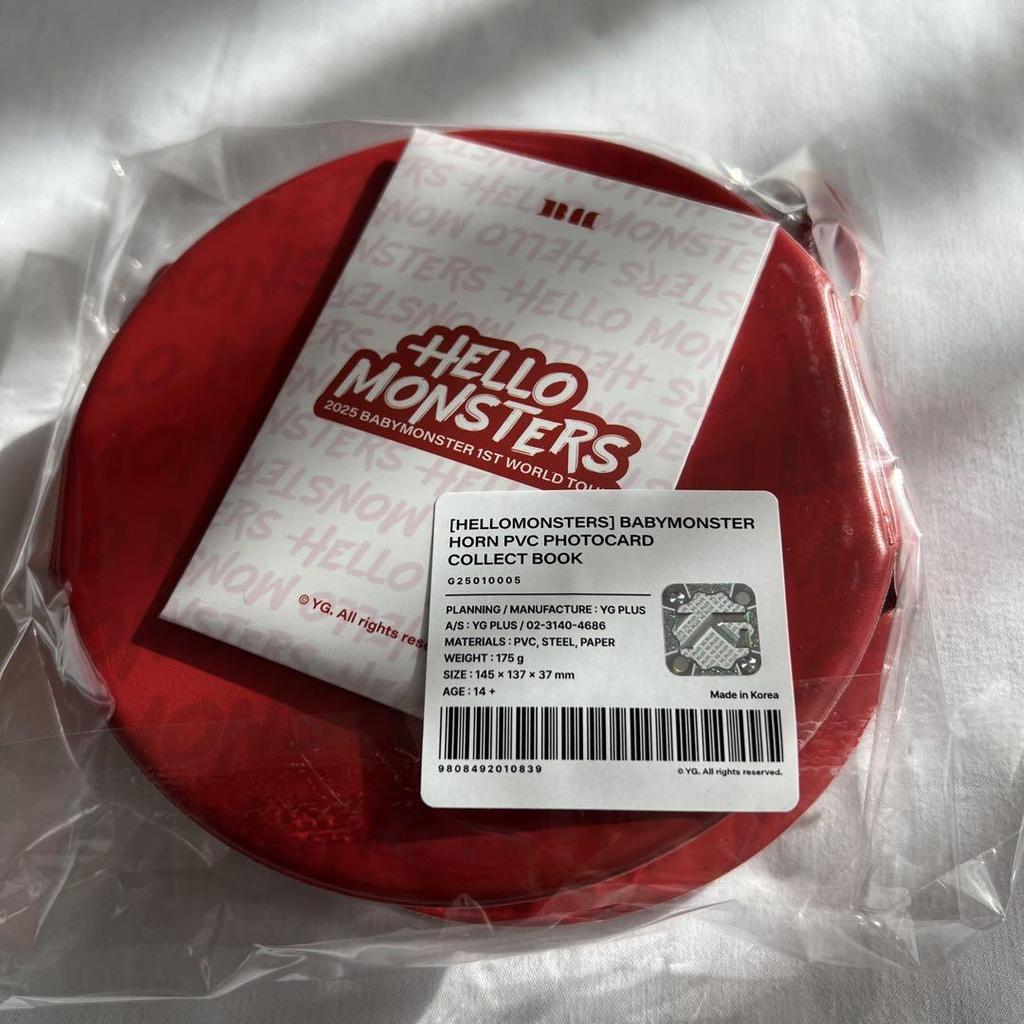 HELLO
MONSTERS
2025 BABYMONSTER 1ST WORLD TOUR
© YG. All rights
[HELLOMONSTERS] BABYMONSTER
HORN PVC PHOTOCARD
COLLECT BOOK
G25010005
PLANNING / MANUFACTURE : YG PLUS
A/S : YG PLUS / 02-3140-4686
MATERIALS : PVC, STEEL, PAPER
WEIGHT : 175 g
SIZE : 145 × 137 × 37 mm
AGE : 14 +
Made in Korea
9808492010839
© YG. All rights reserved.